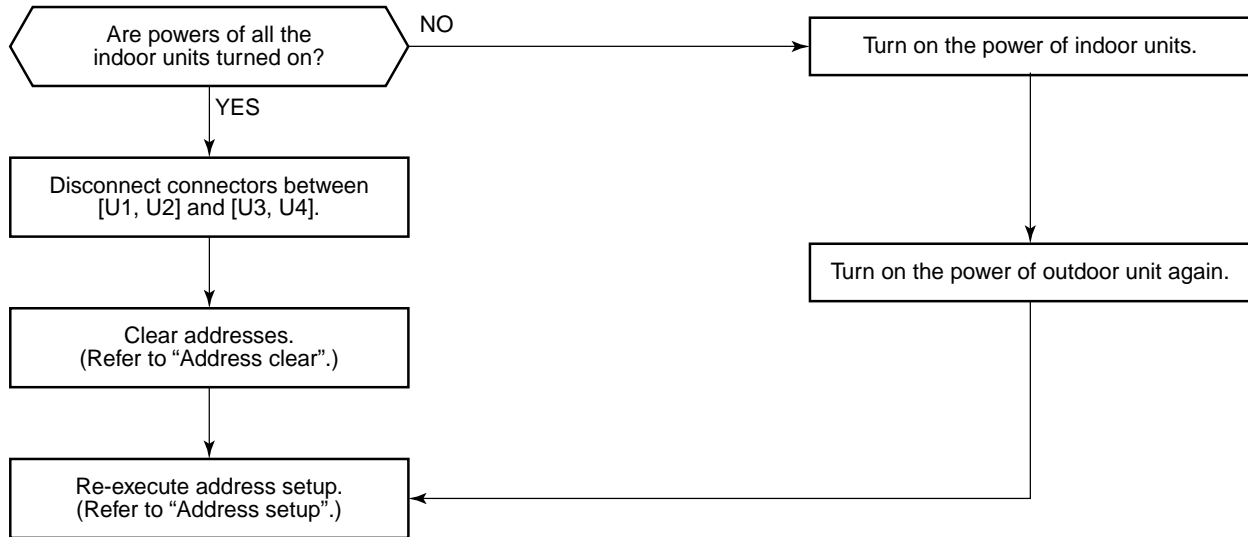 Are powers of all the
indoor units turned on?
NO
Turn on the power of indoor units.
YES
Disconnect connectors between
[U1, U2] and [U3, U4].
Turn on the power of outdoor unit again.
Clear addresses.
(Refer to “Address clear”.)
Re-execute address setup.
(Refer to “Address setup”.)